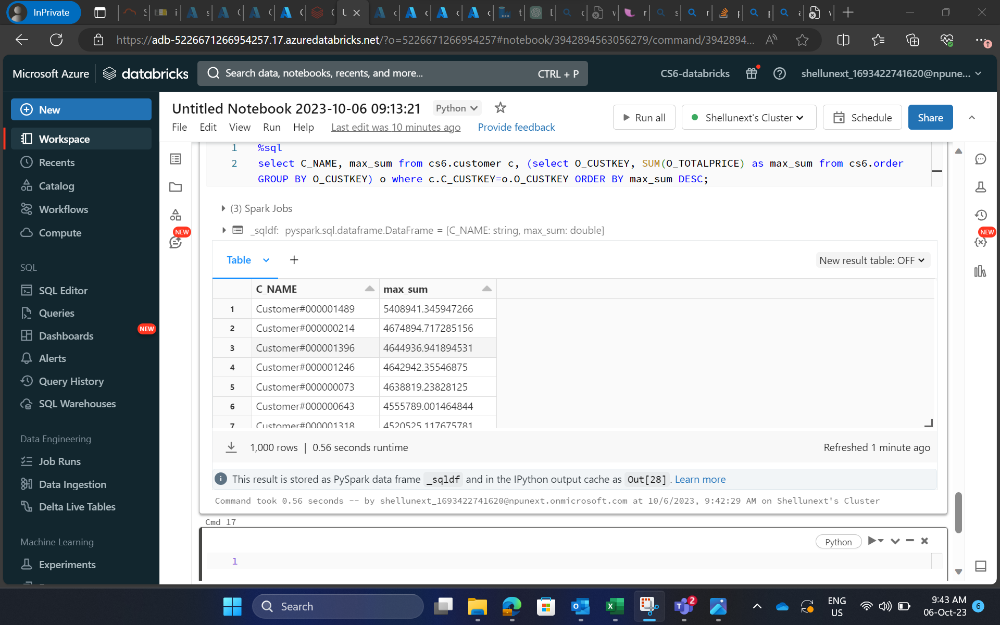 InPrivate
https://adb-5226671266954257.17.azuredatabricks.net/?o=5226671266954257#notebook/3942894563056279/command/3942894...
Microsoft Azure
databricks
Search data, notebooks, recents, and more...
CTRL + P
CS6-databricks
shellunext_1693422741620@npune...
New
Workspace
Recents
Catalog
Workflows
Compute
SQL
SQL Editor
Queries
Dashboards
NEW
Alerts
Query History
SQL Warehouses
Data Engineering
Job Runs
Data Ingestion
Delta Live Tables
Machine Learning
Experiments
Untitled Notebook 2023-10-06 09:13:21
Python
File Edit View Run Help Last edit was 10 minutes ago Provide feedback
Run all
Shellunext's Cluster
Schedule
Share
NEW
NEW
1 %sql
2 select C_NAME, max_sum from cs6.customer c, (select O_CUSTKEY, SUM(O_TOTALPRICE) as max_sum from cs6.order
GROUP BY O_CUSTKEY) o where c.C_CUSTKEY=o.O_CUSTKEY ORDER BY max_sum DESC;
(3) Spark Jobs
_sqldf: pyspark.sql.dataframe.DataFrame = [C_NAME: string, max_sum: double]
Table
+
New result table: OFF
C_NAME max_sum
1 Customer#000001489 5408941.345947266
2 Customer#000000214 4674894.717285156
3 Customer#000001396 4644936.941894531
4 Customer#000001246 4642942.35546875
5 Customer#000000073 4638819.23828125
6 Customer#000000643 4555789.001464844
7 Customer#000001318 4520525.117675781
1,000 rows | 0.56 seconds runtime
Refreshed 1 minute ago
This result is stored as PySpark data frame _sqldf and in the IPython output cache as Out[28] . Learn more
Command took 0.56 seconds -- by shellunext_1693422741620@npunext.onmicrosoft.com at 10/6/2023, 9:42:29 AM on Shellunext's Cluster
Cmd 17
Python
1
Search
2
ENG
US
9:43 AM
06-Oct-23
6